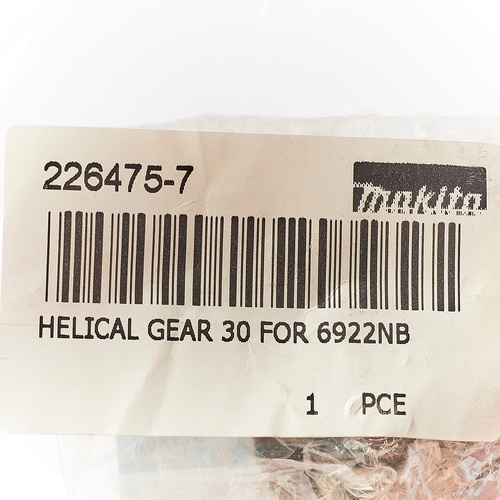 226475-7
makita
HELICAL GEAR 30 FOR 6922NB
1 PCE